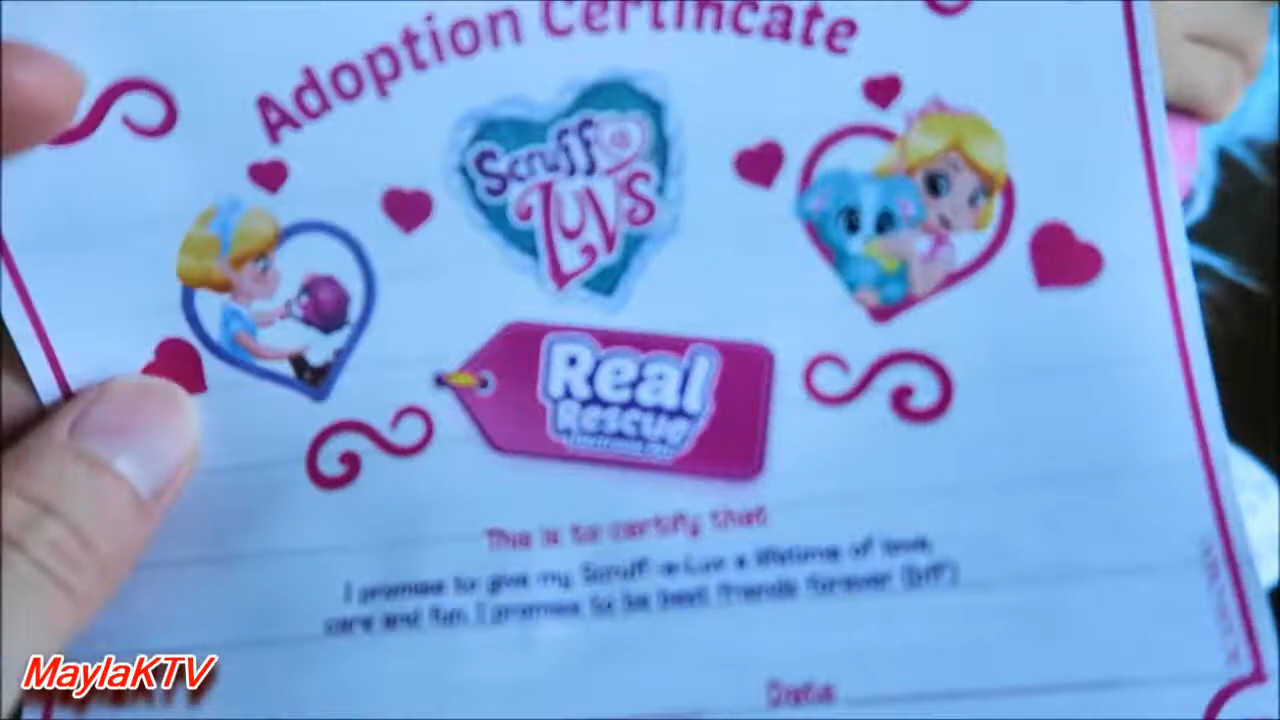 Adoption Certificate
Scruff a
Luvs
Real
Rescue
This is to certify that
I promise to give my Scruff-a-Luv a lifetime of love,
care and fun. I promise to be best friends forever (bff)
Date
MaylaKTV